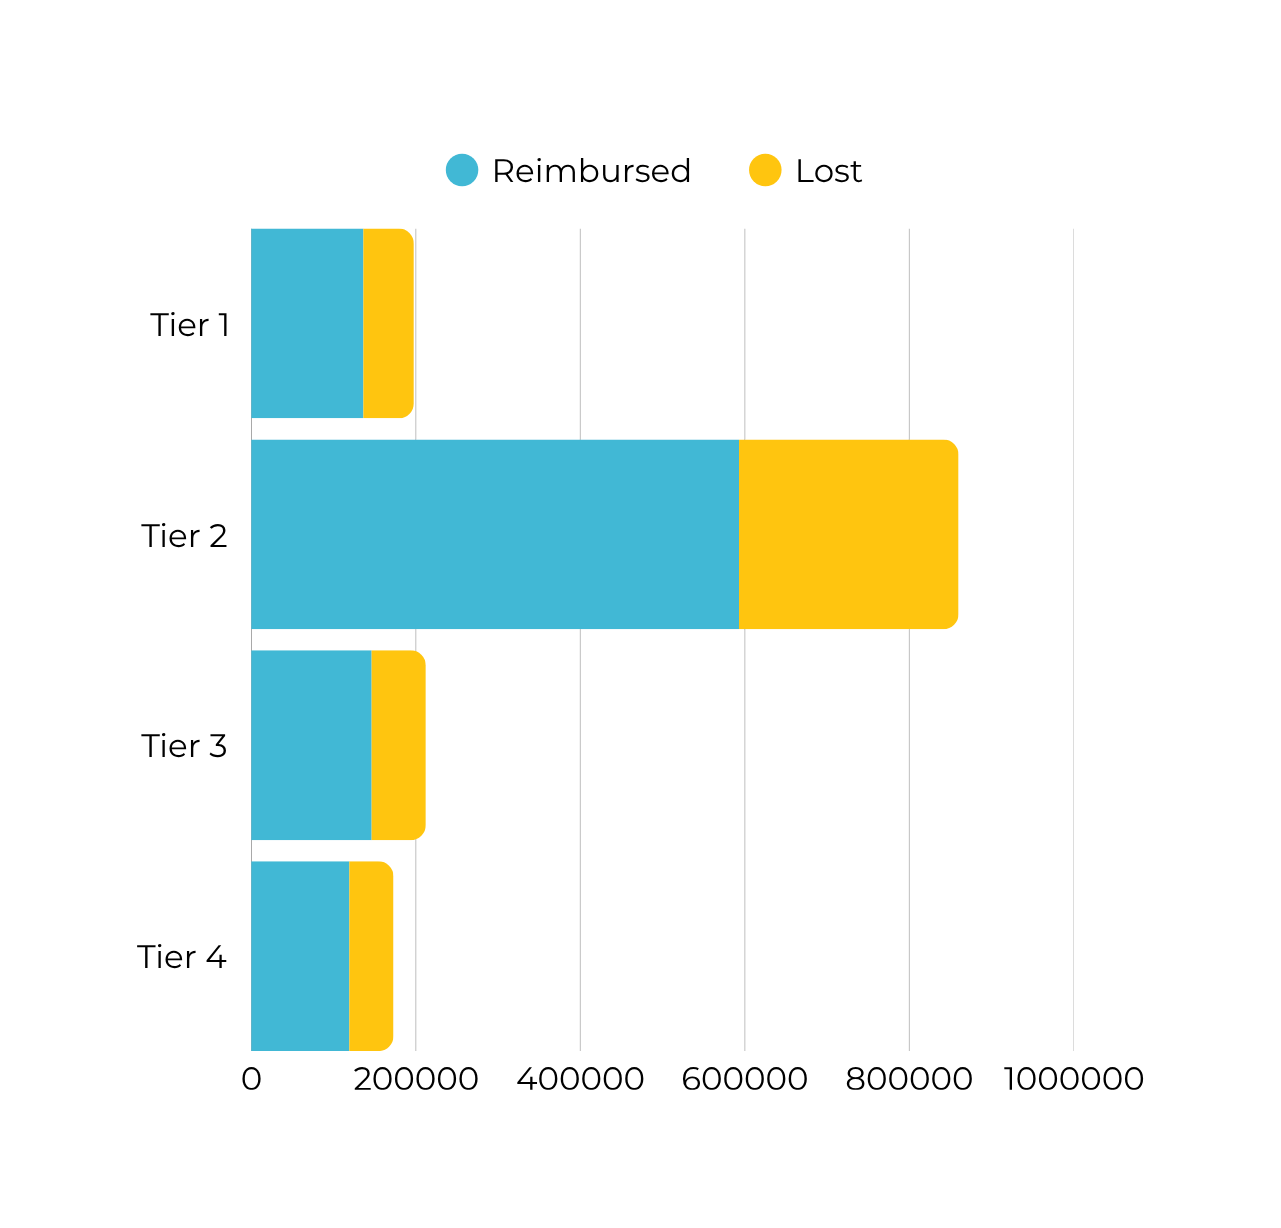 Reimbursed Lost
Tier 1
Tier 2
Tier 3
Tier 4
0 200000 400000 600000 800000 1000000